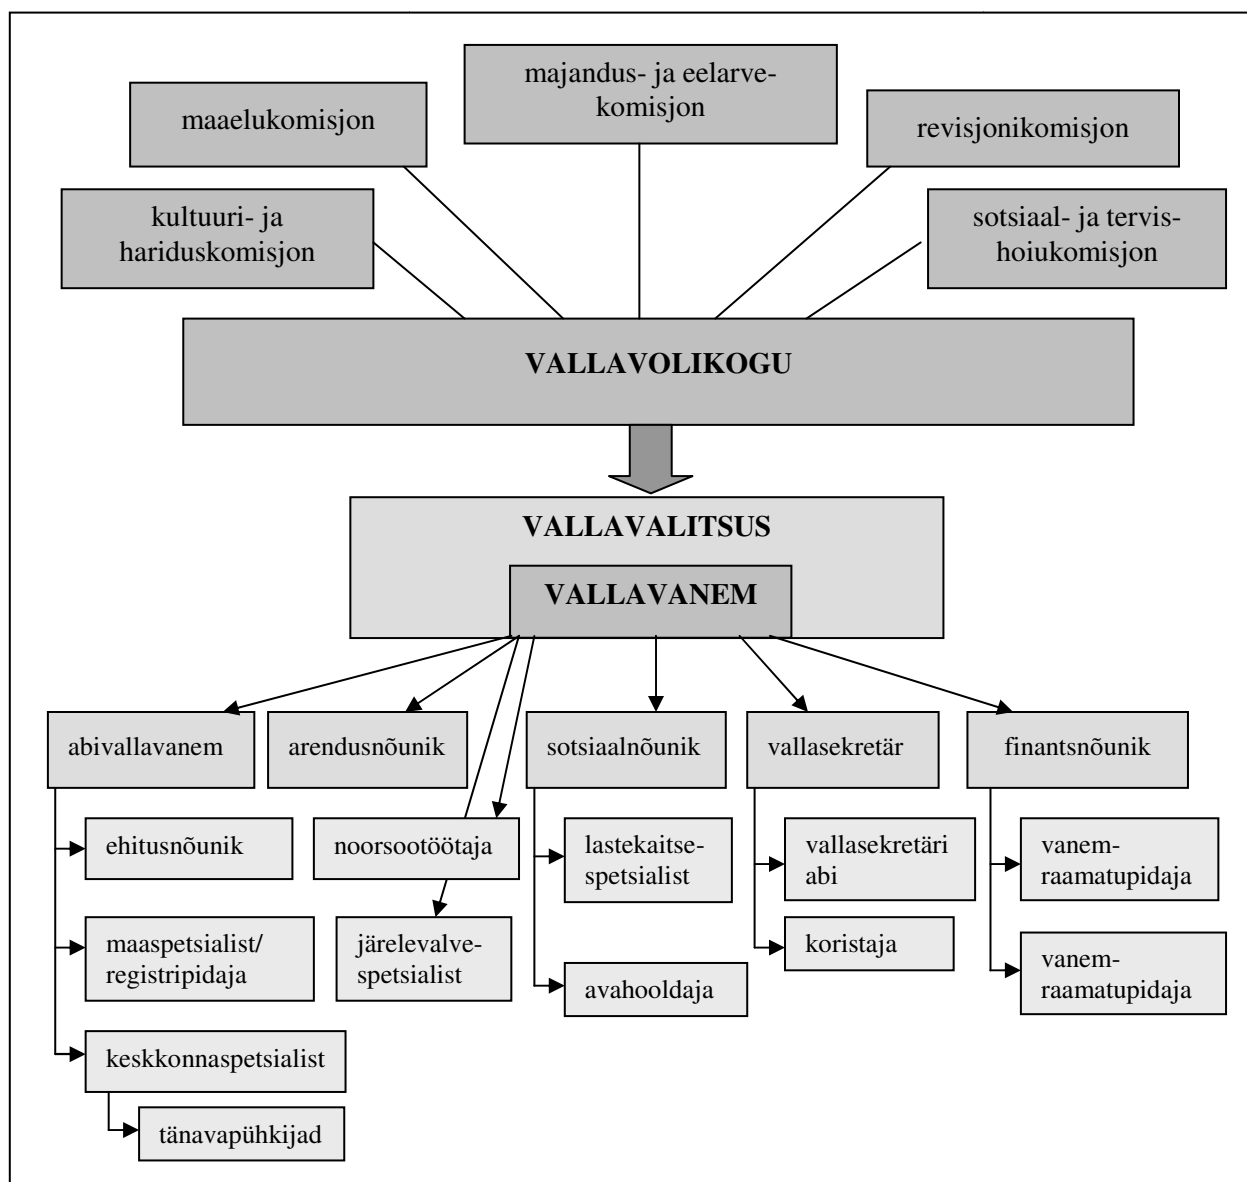 majandus- ja eelarve-
komisjon
maaelukomisjon
revisjonikomisjon
kultuuri- ja
hariduskomisjon
sotsiaal- ja tervis-
hoiukomisjon
VALLAVOLIKOGU
VALLAVALITSUS
VALLAVANEM
abivallavanem
arendusnõunik
sotsiaalnõunik
vallasekretär
finantsnõunik
ehitusnõunik
noorsootöötaja
lastekaitse-
spetsialist
vallasekretäri
abi
vanem-
raamatupidaja
maaspetsialist/
registripidaja
järelevalve-
spetsialist
avahooldaja
koristaja
vanem-
raamatupidaja
keskkonnaspetsialist
tänavapühkijad